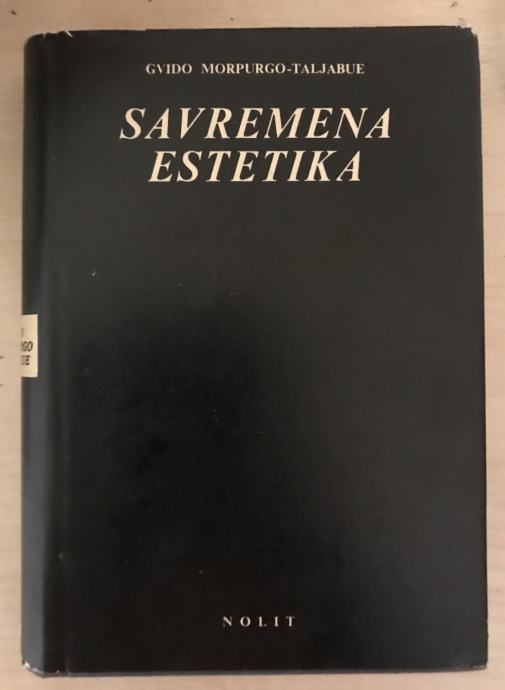 GVIDO MORPURGO-TALJABUE
SAVREMENA
ESTETIKA
NOLIT